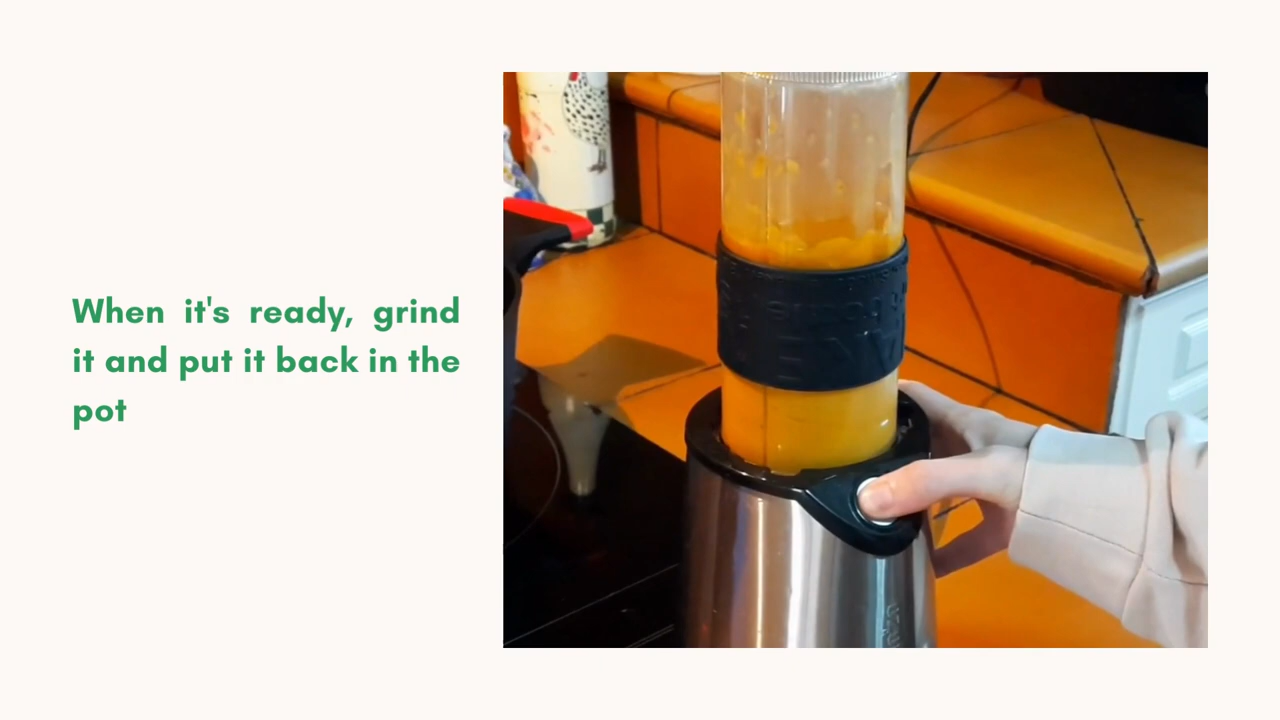 When it's ready, grind
it and put it back in the
pot